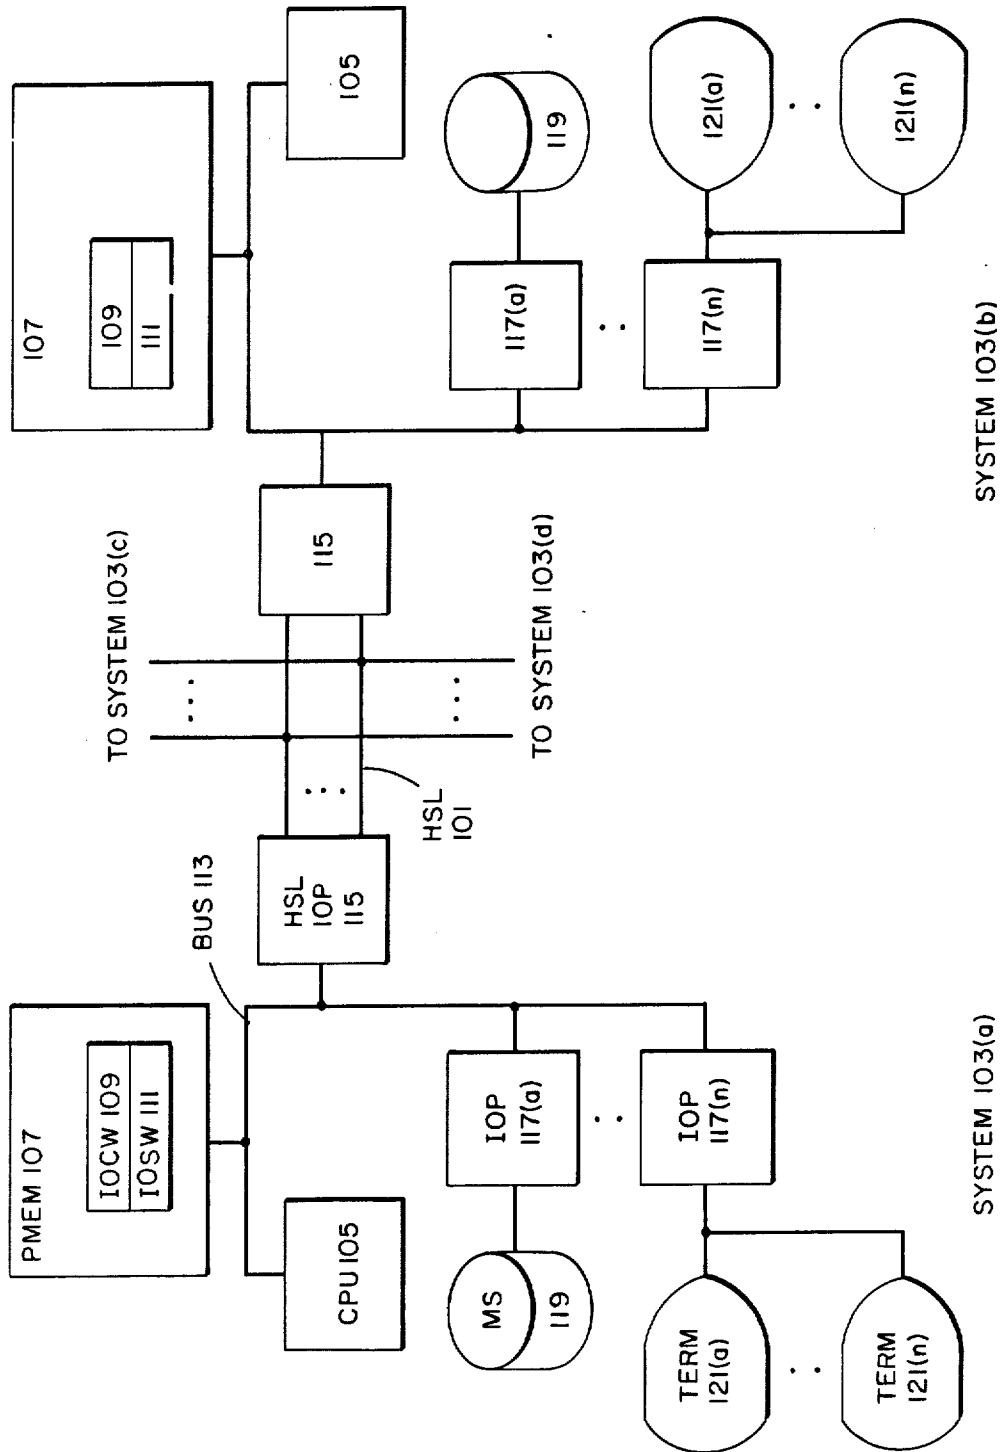 PMEM 107
IOCW 109
IOSW 111
CPU 105
BUS 113
HSL
IOP
115
HSL
101
MS
119
IOP
117(a)
IOP
117(n)
TERM
121(a)
TERM
121(n)
SYSTEM 103(a)
TO SYSTEM 103(c)
TO SYSTEM 103(d)
115
107
109
111
105
117(a)
119
117(n)
121(a)
121(n)
SYSTEM 103(b)